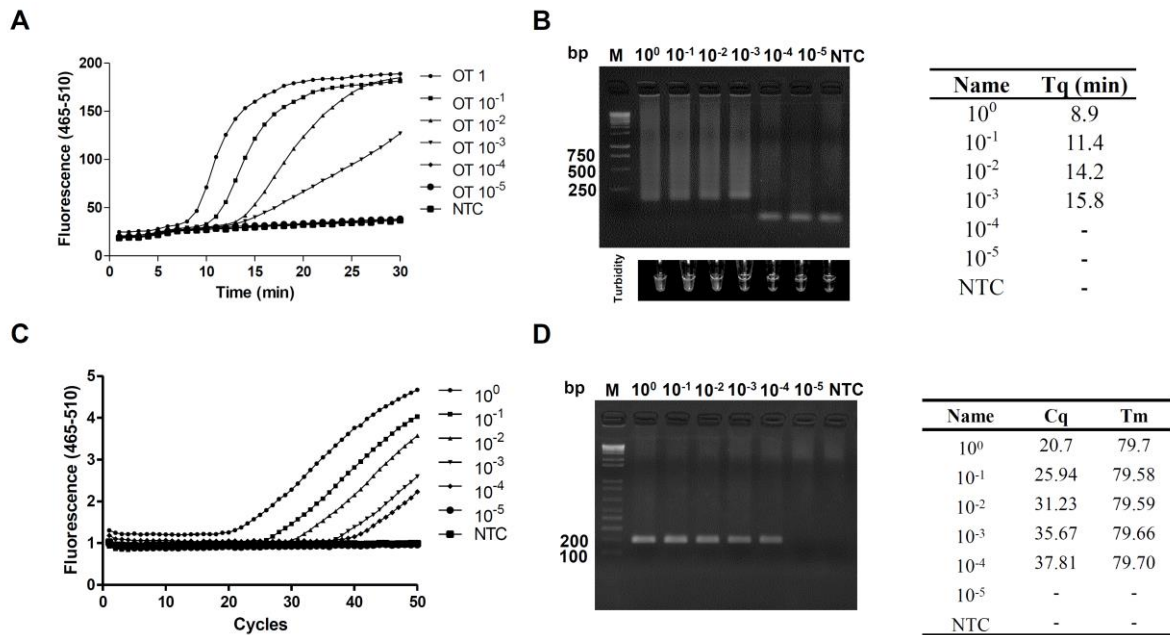 A
Fluorescence (465-510)
200
150
100
50
0
0 5 10 15 20 25 30
Time (min)
OT 1
OT 10⁻¹
OT 10⁻²
OT 10⁻³
OT 10⁻⁴
OT 10⁻⁵
NTC
B
bp M 10⁰ 10⁻¹ 10⁻² 10⁻³ 10⁻⁴ 10⁻⁵ NTC
750
500
250
Turbidity
Name Tq (min)
10⁰ 8.9
10⁻¹ 11.4
10⁻² 14.2
10⁻³ 15.8
10⁻⁴ -
10⁻⁵ -
NTC -
C
Fluorescence (465-510)
5
4
3
2
1
0
0 10 20 30 40 50
Cycles
10⁰
10⁻¹
10⁻²
10⁻³
10⁻⁴
10⁻⁵
NTC
D
bp M 10⁰ 10⁻¹ 10⁻² 10⁻³ 10⁻⁴ 10⁻⁵ NTC
200
100
Name Cq Tm
10⁰ 20.7 79.7
10⁻¹ 25.94 79.58
10⁻² 31.23 79.59
10⁻³ 35.67 79.66
10⁻⁴ 37.81 79.70
10⁻⁵ - -
NTC - -